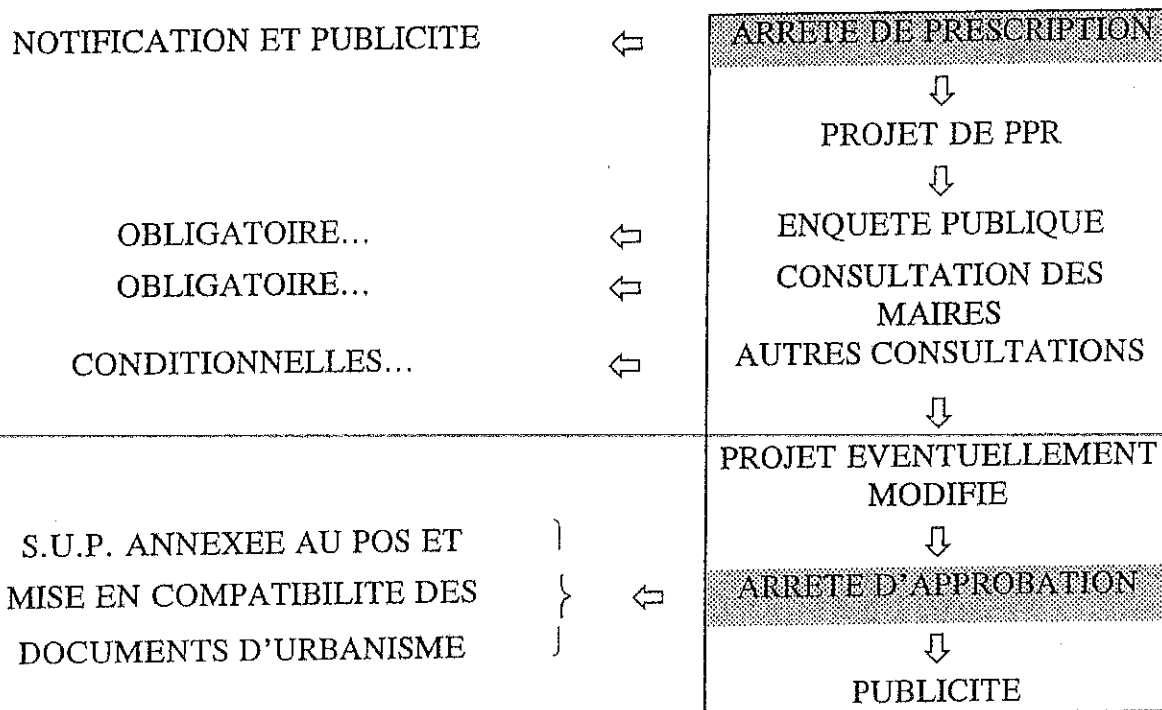 NOTIFICATION ET PUBLICITE ⇦ ARRETE DE PRESCRIPTION
⇩
PROJET DE PPR
⇩
OBLIGATOIRE... ⇦ ENQUETE PUBLIQUE
OBLIGATOIRE... ⇦ CONSULTATION DES
MAIRES
CONDITIONNELLES... ⇦ AUTRES CONSULTATIONS
⇩
PROJET EVENTUELLEMENT
MODIFIE
S.U.P. ANNEXEE AU POS ET ⇩
MISE EN COMPATIBILITE DES } ⇦ ARRETE D'APPROBATION
DOCUMENTS D'URBANISME ⇩
PUBLICITE